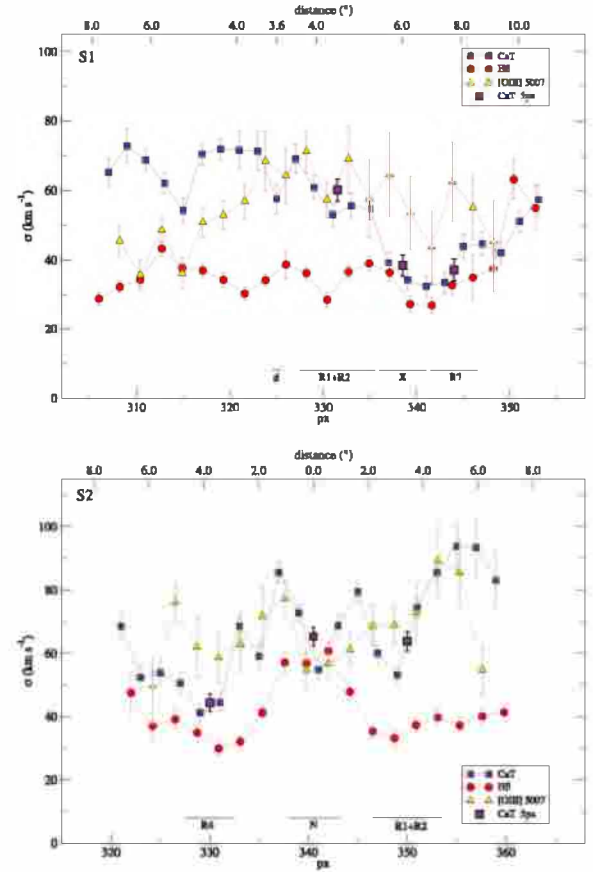 distance (")
8.0 6.0 4.0 3.6 4.0 6.0 8.0 10.0
S1
CaT
Hβ
[OIII] 5007
CaT 5px
100
80
60
40
20
0
σ (km s⁻¹)
R1+R2 X R7
310 320 330 340 350
px
distance (")
8.0 6.0 4.0 2.0 0.0 2.0 4.0 6.0 8.0
S2
100
80
60
40
20
0
σ (km s⁻¹)
CaT
Hβ
[OIII] 5007
CaT 5px
R4 N R1+R2
320 330 340 350 360
px